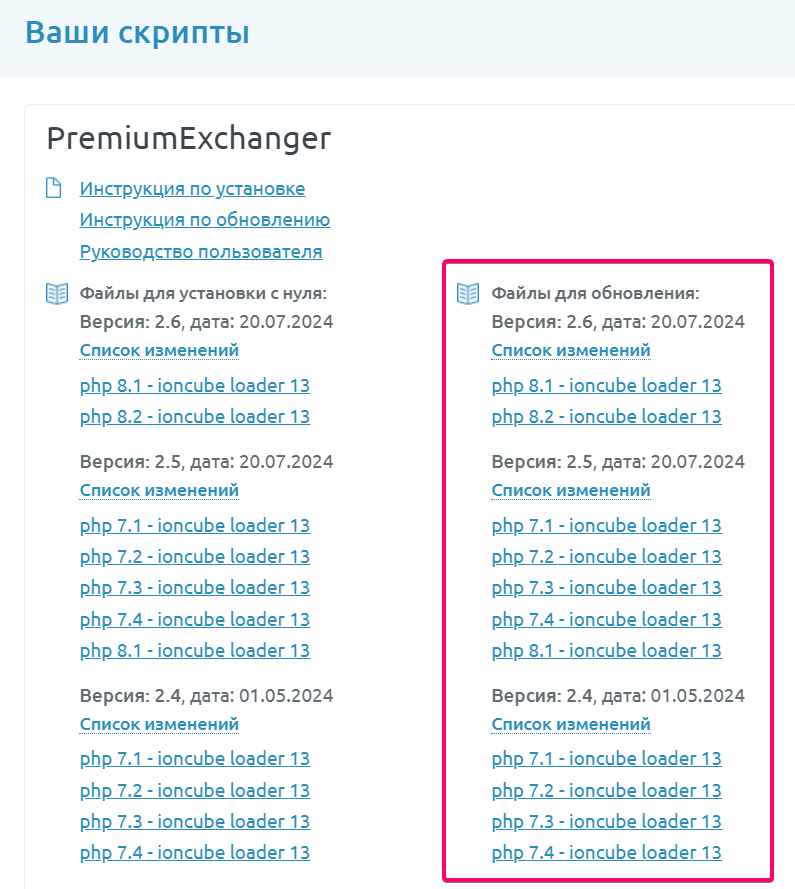 Ваши скрипты
PremiumExchanger
Инструкция по установке
Инструкция по обновлению
Руководство пользователя
Файлы для установки с нуля:
Версия: 2.6, дата: 20.07.2024
Список изменений
php 8.1 - ioncube loader 13
php 8.2 - ioncube loader 13
Версия: 2.5, дата: 20.07.2024
Список изменений
php 7.1 - ioncube loader 13
php 7.2 - ioncube loader 13
php 7.3 - ioncube loader 13
php 7.4 - ioncube loader 13
php 8.1 - ioncube loader 13
Версия: 2.4, дата: 01.05.2024
Список изменений
php 7.1 - ioncube loader 13
php 7.2 - ioncube loader 13
php 7.3 - ioncube loader 13
php 7.4 - ioncube loader 13
Файлы для обновления:
Версия: 2.6, дата: 20.07.2024
Список изменений
php 8.1 - ioncube loader 13
php 8.2 - ioncube loader 13
Версия: 2.5, дата: 20.07.2024
Список изменений
php 7.1 - ioncube loader 13
php 7.2 - ioncube loader 13
php 7.3 - ioncube loader 13
php 7.4 - ioncube loader 13
php 8.1 - ioncube loader 13
Версия: 2.4, дата: 01.05.2024
Список изменений
php 7.1 - ioncube loader 13
php 7.2 - ioncube loader 13
php 7.3 - ioncube loader 13
php 7.4 - ioncube loader 13